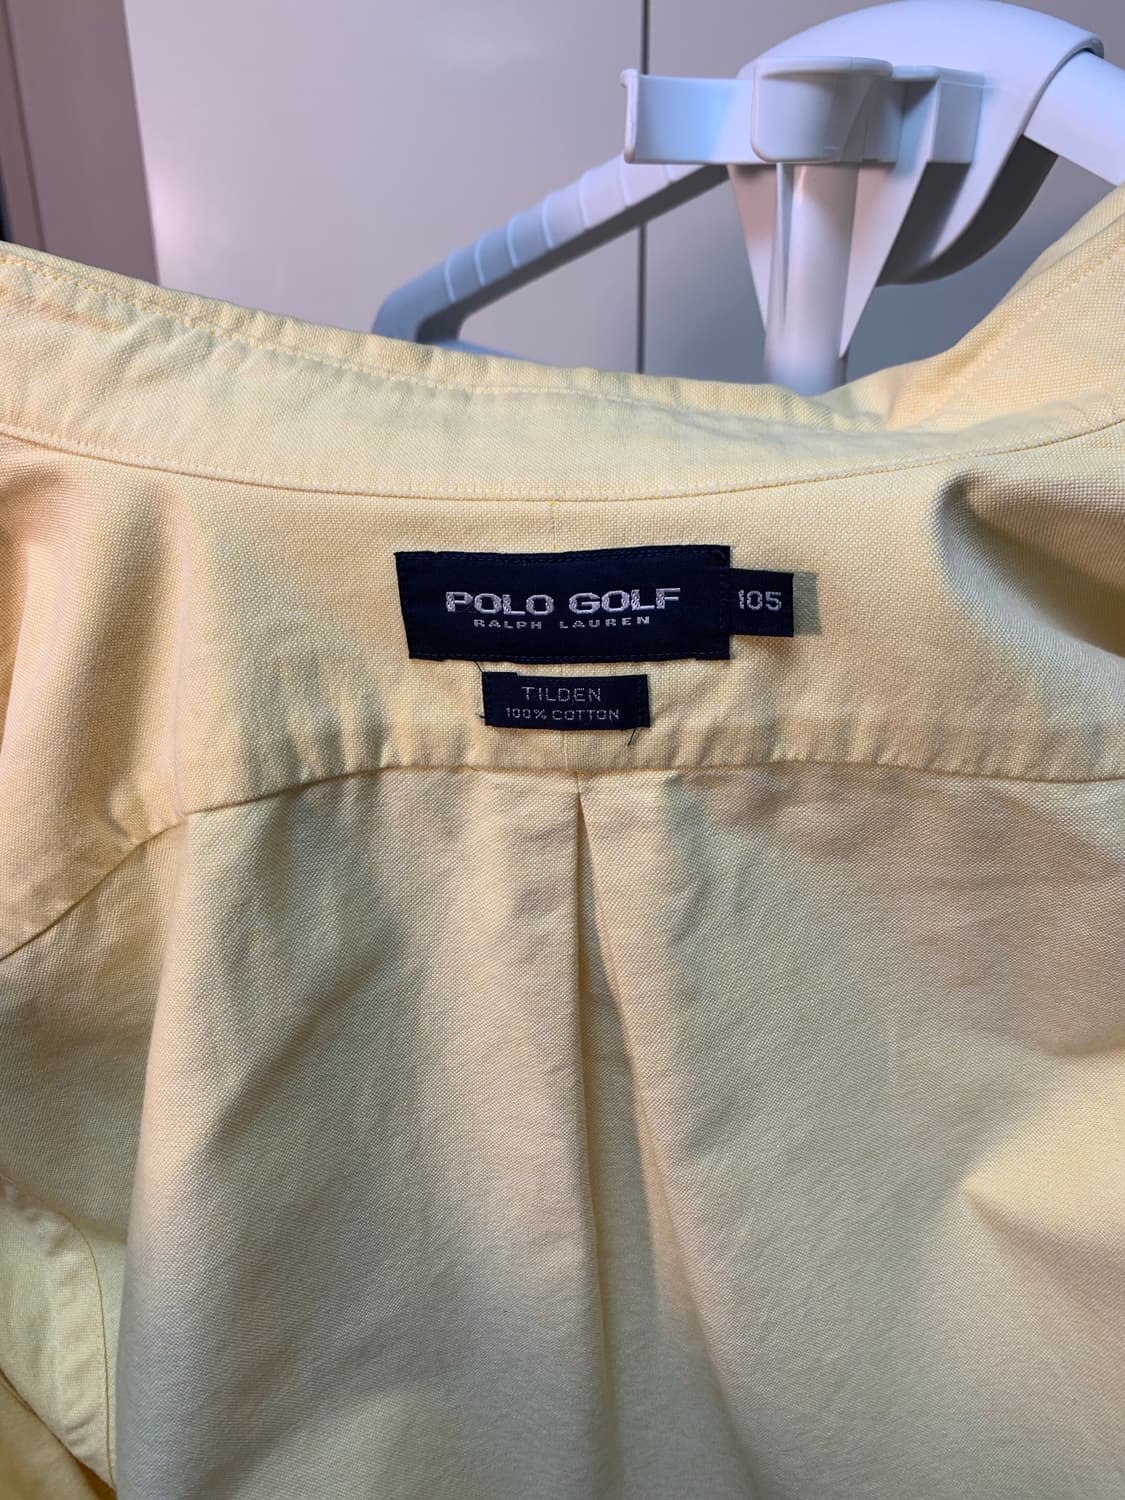 POLO GOLF
RALPH LAUREN
105
TILDEN
100% COTTON